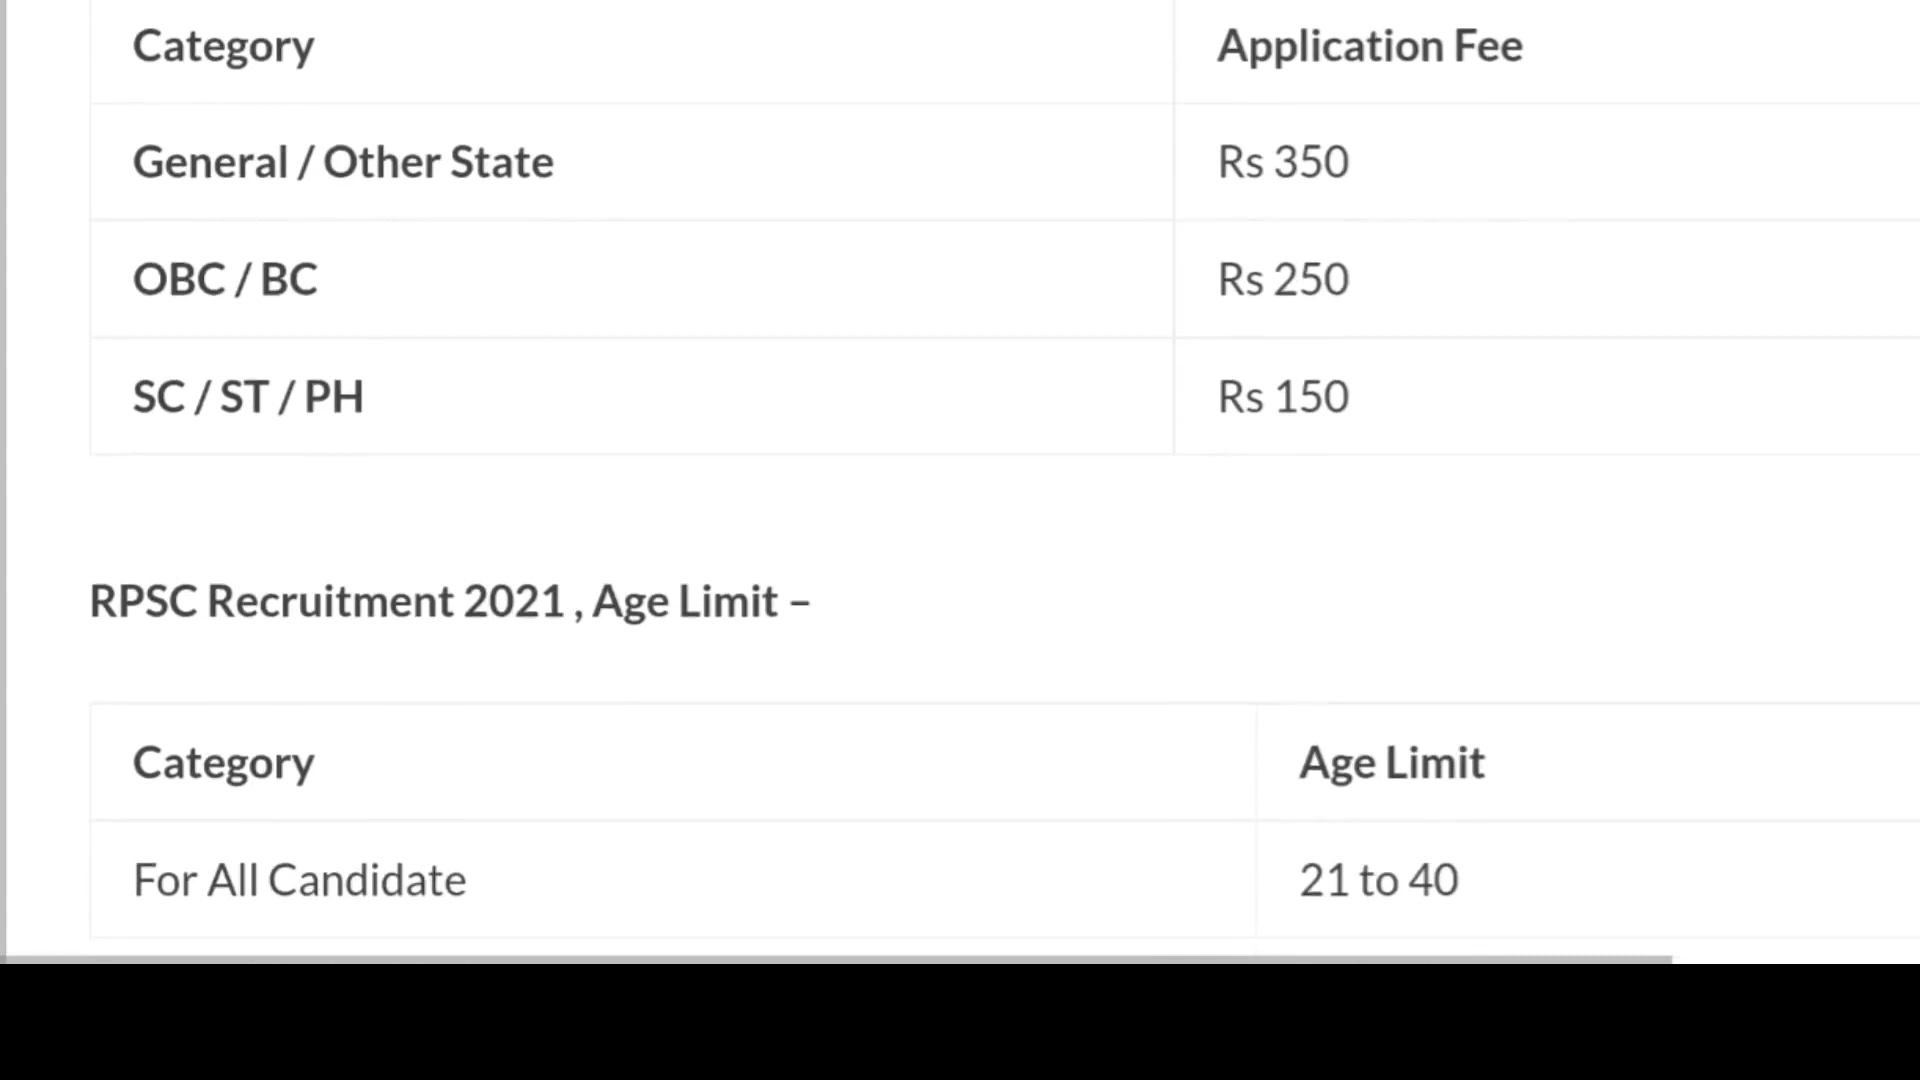 Category Application Fee
General / Other State Rs 350
OBC / BC Rs 250
SC / ST / PH Rs 150
RPSC Recruitment 2021 , Age Limit –
Category Age Limit
For All Candidate 21 to 40